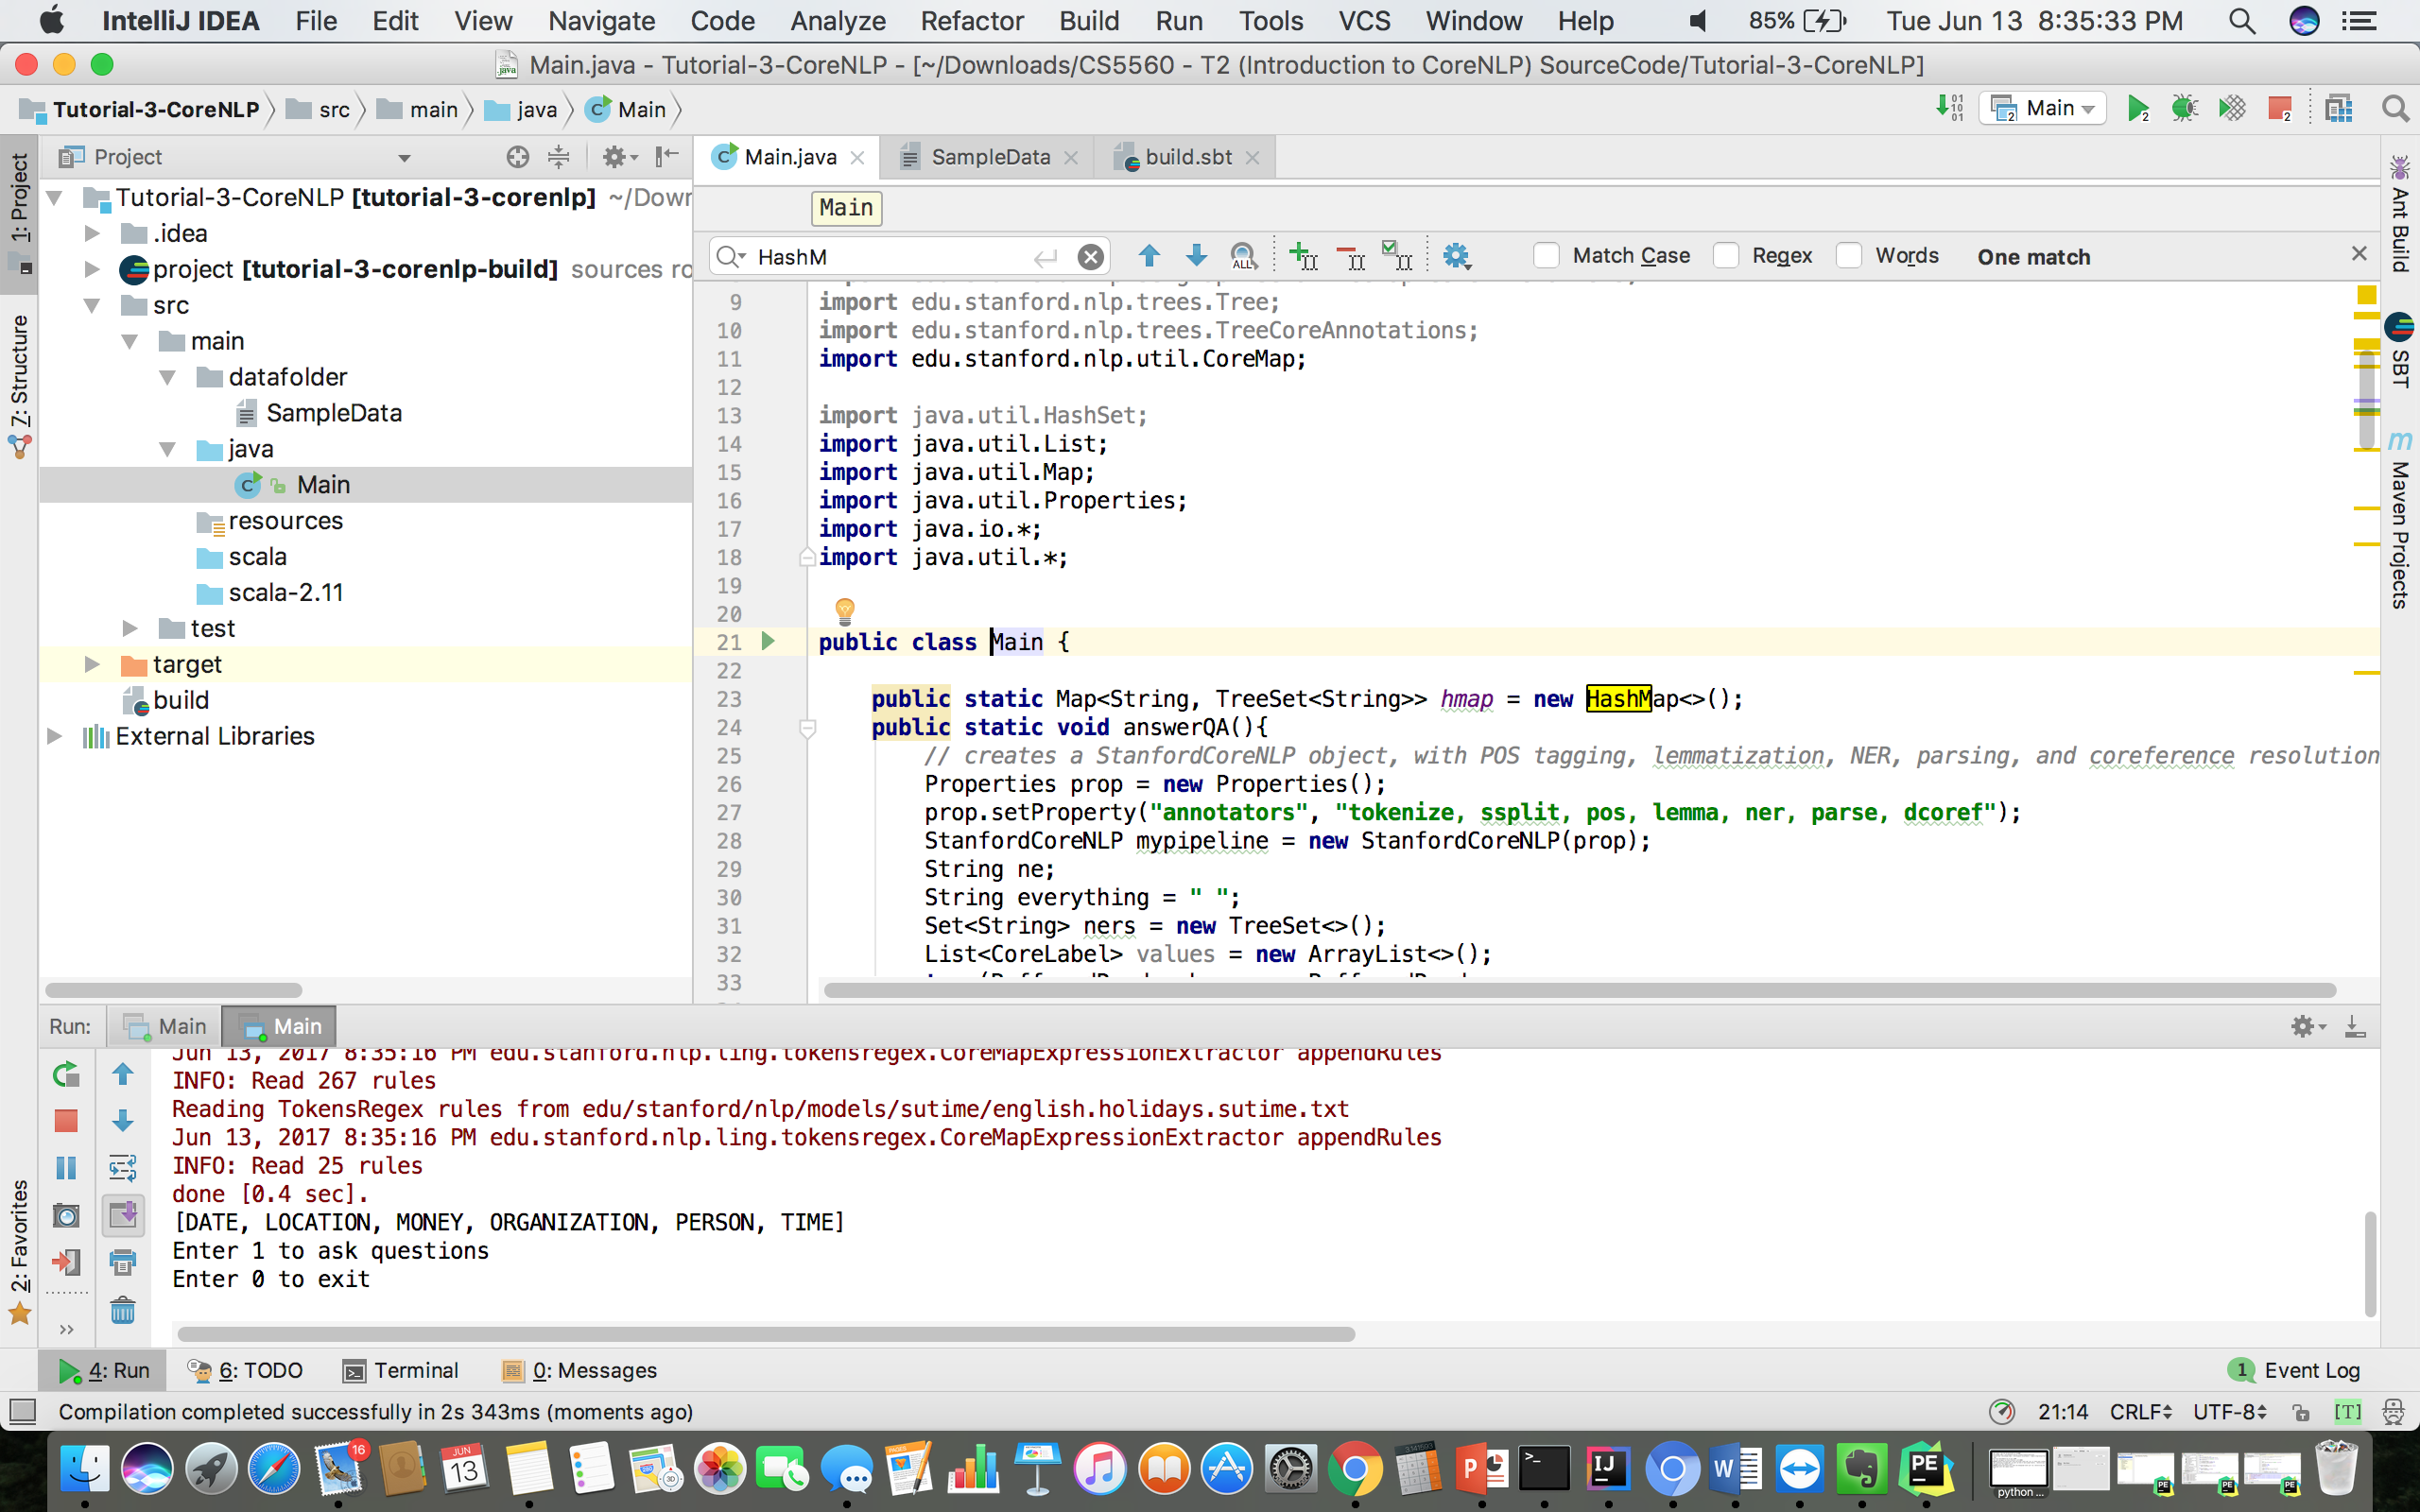 IntelliJ IDEA File Edit View Navigate Code Analyze Refactor Build Run Tools VCS Window Help 85% Tue Jun 13 8:35:33 PM
Main.java - Tutorial-3-CoreNLP - [~/Downloads/CS5560 - T2 (Introduction to CoreNLP) SourceCode/Tutorial-3-CoreNLP]
Tutorial-3-CoreNLP src main java Main
Main
Project
Main.java SampleData build.sbt
1: Project
7: Structure
2: Favorites
Tutorial-3-CoreNLP [tutorial-3-corenlp] ~/Dowr
.idea
project [tutorial-3-corenlp-build] sources ro
src
main
datafolder
SampleData
java
Main
resources
scala
scala-2.11
test
target
build
External Libraries
Main
HashM Match Case Regex Words One match
9 import edu.stanford.nlp.trees.Tree;
10 import edu.stanford.nlp.trees.TreeCoreAnnotations;
11 import edu.stanford.nlp.util.CoreMap;
12
13 import java.util.HashSet;
14 import java.util.List;
15 import java.util.Map;
16 import java.util.Properties;
17 import java.io.*;
18 import java.util.*;
19
20
21 public class Main {
22
23 public static Map<String, TreeSet<String>> hmap = new HashMap<>();
24 public static void answerQA(){
25 // creates a StanfordCoreNLP object, with POS tagging, lemmatization, NER, parsing, and coreference resolution
26 Properties prop = new Properties();
27 prop.setProperty("annotators", "tokenize, ssplit, pos, lemma, ner, parse, dcoref");
28 StanfordCoreNLP mypipeline = new StanfordCoreNLP(prop);
29 String ne;
30 String everything = " ";
31 Set<String> ners = new TreeSet<>();
32 List<CoreLabel> values = new ArrayList<>();
33
Ant Build
SBT
Maven Projects
Run: Main Main
Jun 13, 2017 8:35:16 PM edu.stanford.nlp.ling.tokensregex.CoreMapExpressionExtractor appendRules
INFO: Read 267 rules
Reading TokensRegex rules from edu/stanford/nlp/models/sutime/english.holidays.sutime.txt
Jun 13, 2017 8:35:16 PM edu.stanford.nlp.ling.tokensregex.CoreMapExpressionExtractor appendRules
INFO: Read 25 rules
done [0.4 sec].
[DATE, LOCATION, MONEY, ORGANIZATION, PERSON, TIME]
Enter 1 to ask questions
Enter 0 to exit
4: Run 6: TODO Terminal 0: Messages 1 Event Log
Compilation completed successfully in 2s 343ms (moments ago) 21:14 CRLF UTF-8 [T]
16 JUN 13 IJ PE python ...